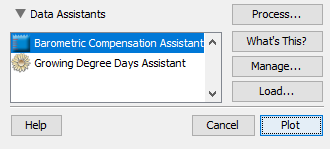 Data Assistants
Process...
Barometric Compensation Assistant
What's This?
Growing Degree Days Assistant
Manage...
Load...
Help
Cancel
Plot